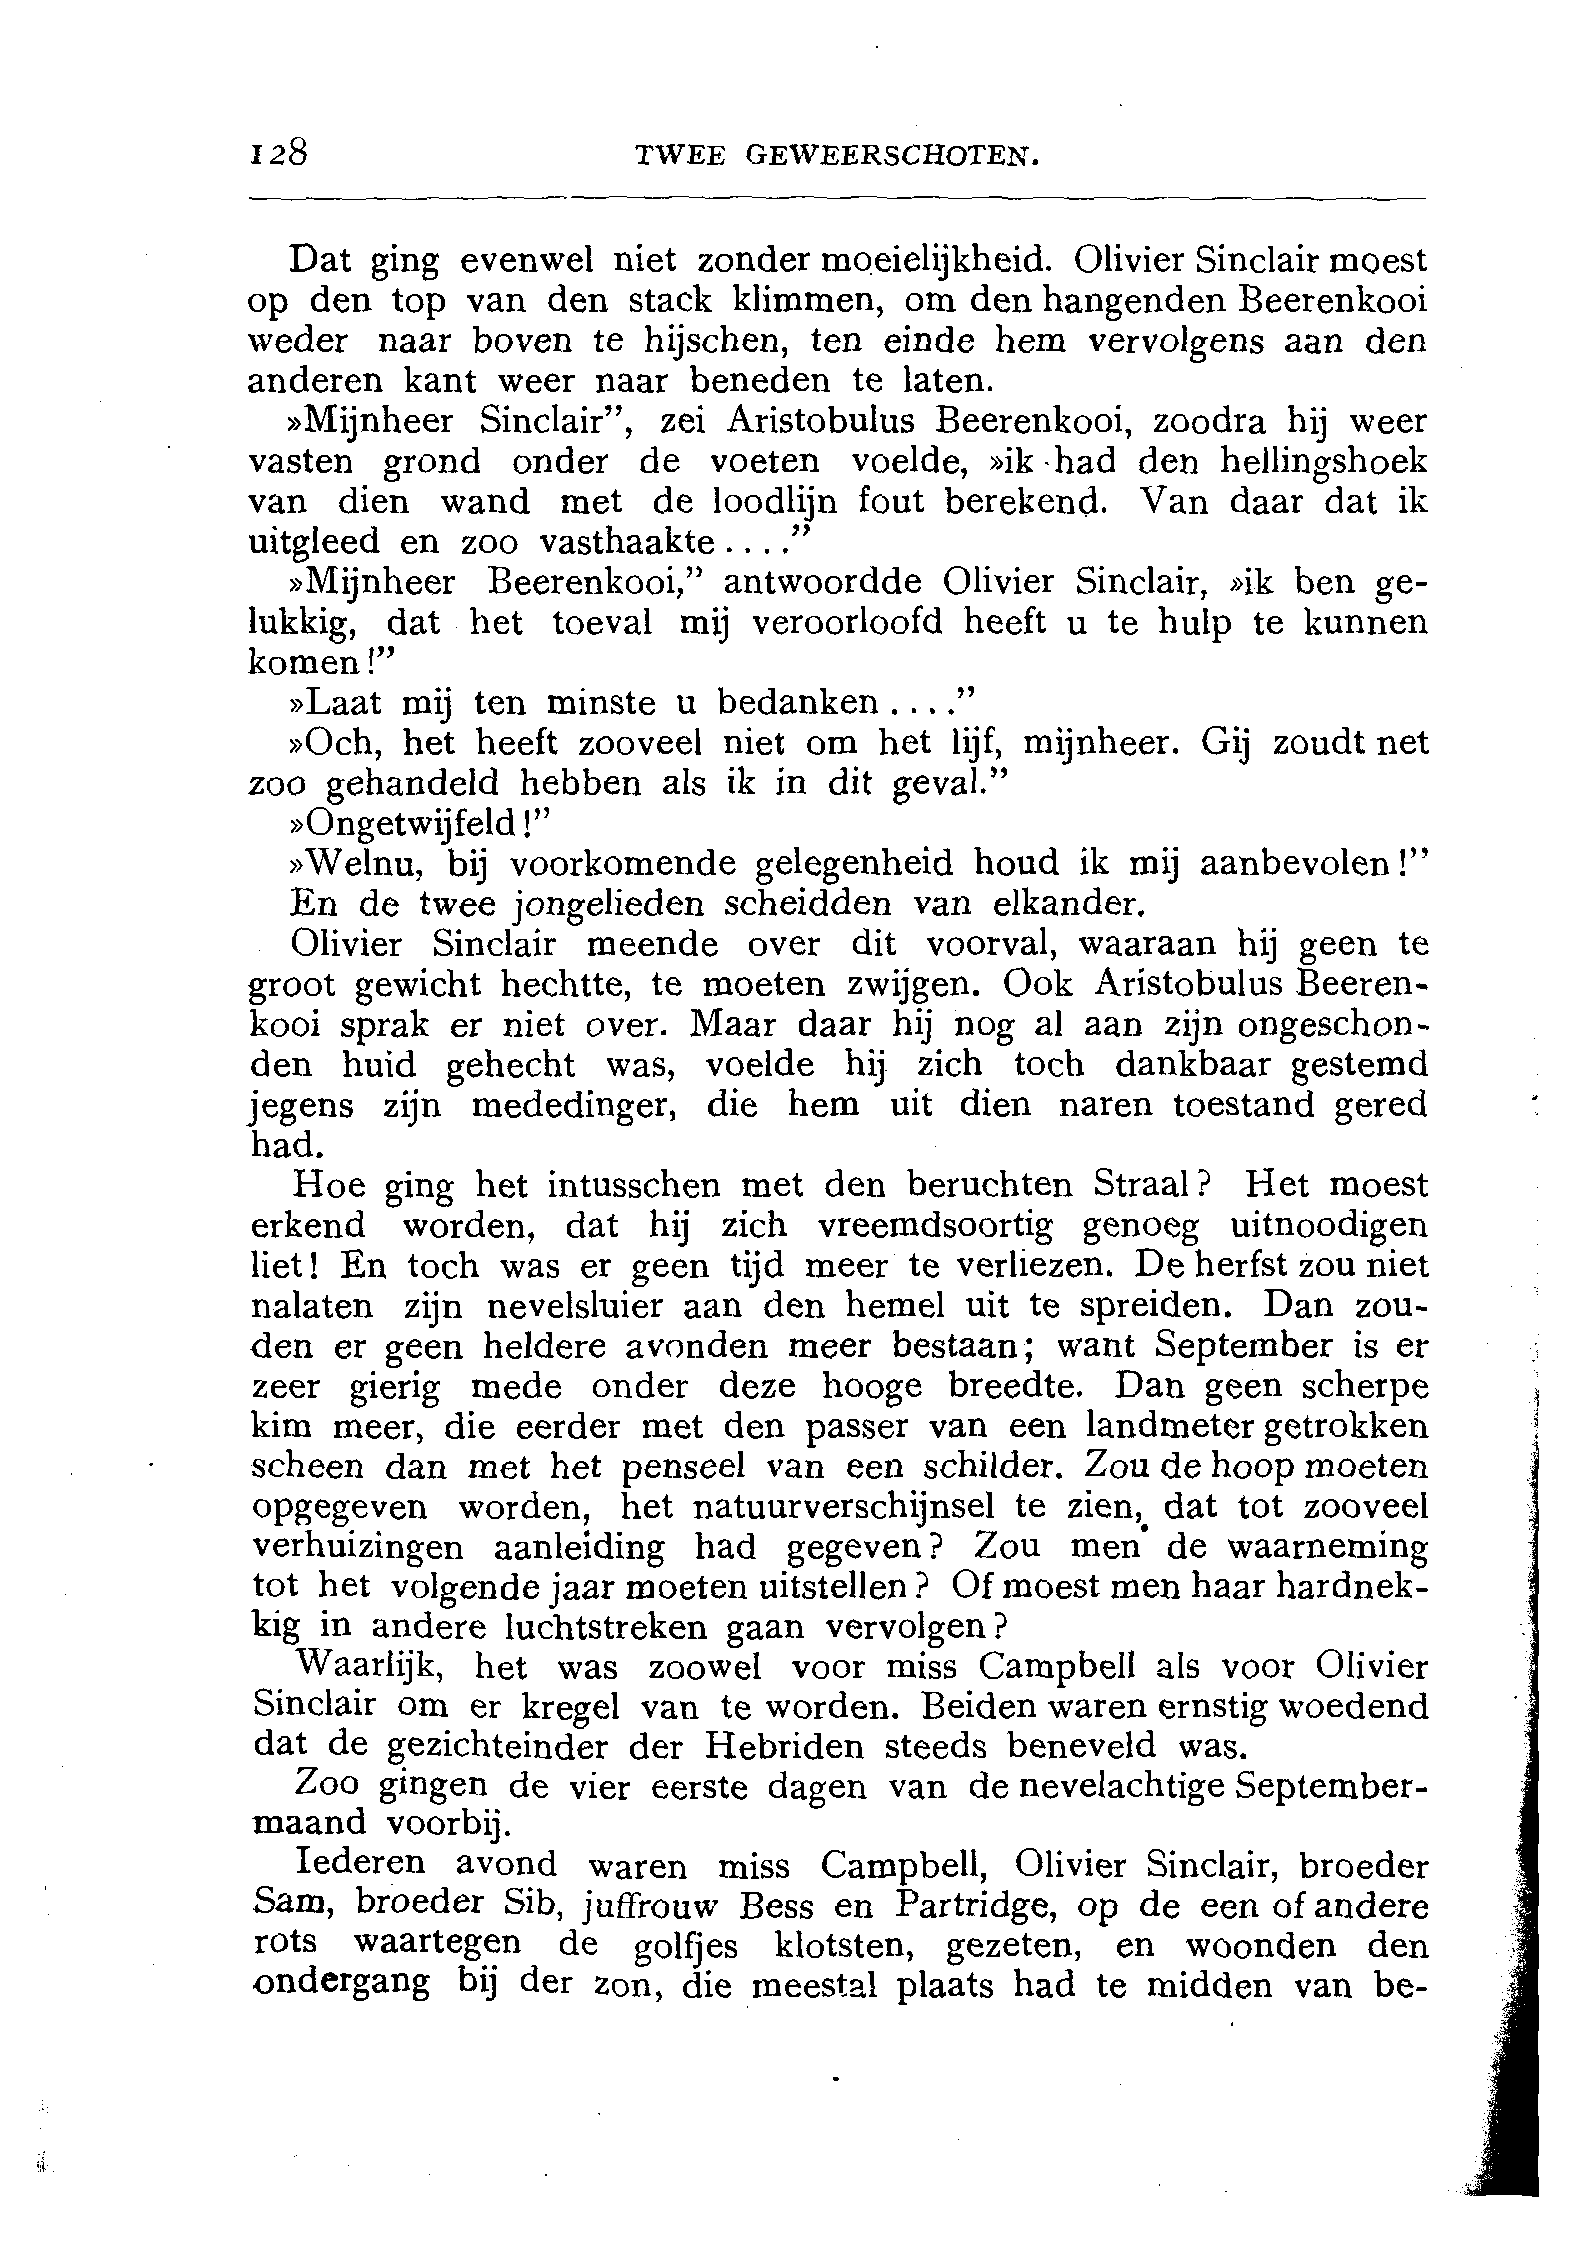 128 TWEE GEWEERSCHOTEN.
Dat ging evenwel niet zonder moeielijkheid. Olivier Sinclair moest
op den top van den stack klimmen, om den hangenden Beerenkooi
weder naar boven te hijschen, ten einde hem vervolgens aan den
anderen kant weer naar beneden te laten.
»Mijnheer Sinclair”, zei Aristobulus Beerenkooi, zoodra hij weer
vasten grond onder de voeten voelde, »ik had den hellingshoek
van dien wand met de loodlijn fout berekend. Van daar dat ik
uitgleed en zoo vasthaakte . . . .”
»Mijnheer Beerenkooi,” antwoordde Olivier Sinclair, »ik ben ge-
lukkig, dat het toeval mij veroorloofd heeft u te hulp te kunnen
komen!”
»Laat mij ten minste u bedanken . . . .”
»Och, het heeft zooveel niet om het lijf, mijnheer. Gij zoudt net
zoo gehandeld hebben als ik in dit geval.”
»Ongetwijfeld!”
»Welnu, bij voorkomende gelegenheid houd ik mij aanbevolen!”
En de twee jongelieden scheidden van elkander.
Olivier Sinclair meende over dit voorval, waaraan hij geen te
groot gewicht hechtte, te moeten zwijgen. Ook Aristobulus Beeren-
kooi sprak er niet over. Maar daar hij nog al aan zijn ongeschon-
den huid gehecht was, voelde hij zich toch dankbaar gestemd
jegens zijn mededinger, die hem uit dien naren toestand gered
had.
Hoe ging het intusschen met den beruchten Straal? Het moest
erkend worden, dat hij zich vreemdsoortig genoeg uitnoodigen
liet! En toch was er geen tijd meer te verliezen. De herfst zou niet
nalaten zijn nevelsluier aan den hemel uit te spreiden. Dan zou-
den er geen heldere avonden meer bestaan; want September is er
zeer gierig mede onder deze hooge breedte. Dan geen scherpe
kim meer, die eerder met den passer van een landmeter getrokken
scheen dan met het penseel van een schilder. Zou de hoop moeten
opgegeven worden, het natuurverschijnsel te zien, dat tot zooveel
verhuizingen aanleiding had gegeven? Zou men de waarneming
tot het volgende jaar moeten uitstellen? Of moest men haar hardnek-
kig in andere luchtstreken gaan vervolgen?
Waarlijk, het was zoowel voor miss Campbell als voor Olivier
Sinclair om er kregel van te worden. Beiden waren ernstig woedend
dat de gezichteinder der Hebriden steeds beneveld was.
Zoo gingen de vier eerste dagen van de nevelachtige September-
maand voorbij.
Iederen avond waren miss Campbell, Olivier Sinclair, broeder
Sam, broeder Sib, juffrouw Bess en Partridge, op de een of andere
rots waartegen de golfjes klotsten, gezeten, en woonden den
ondergang bij der zon, die meestal plaats had te midden van be-